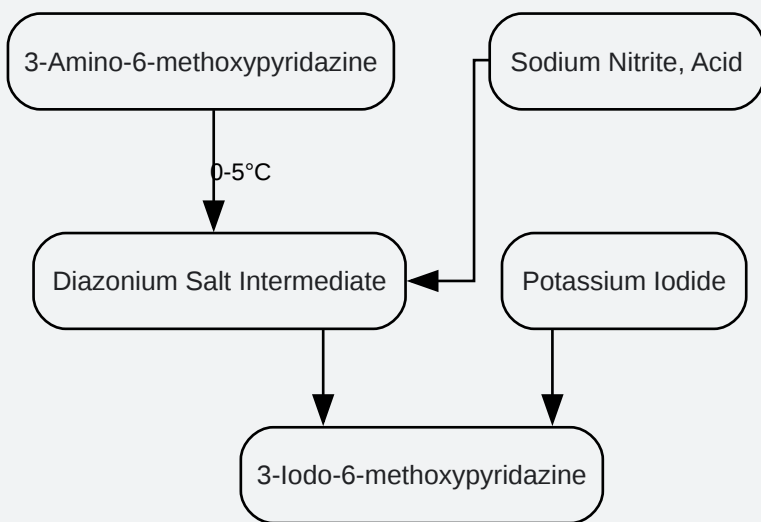 3-Amino-6-methoxypyridazine
Sodium Nitrite, Acid
0-5°C
Diazonium Salt Intermediate
Potassium Iodide
3-Iodo-6-methoxypyridazine